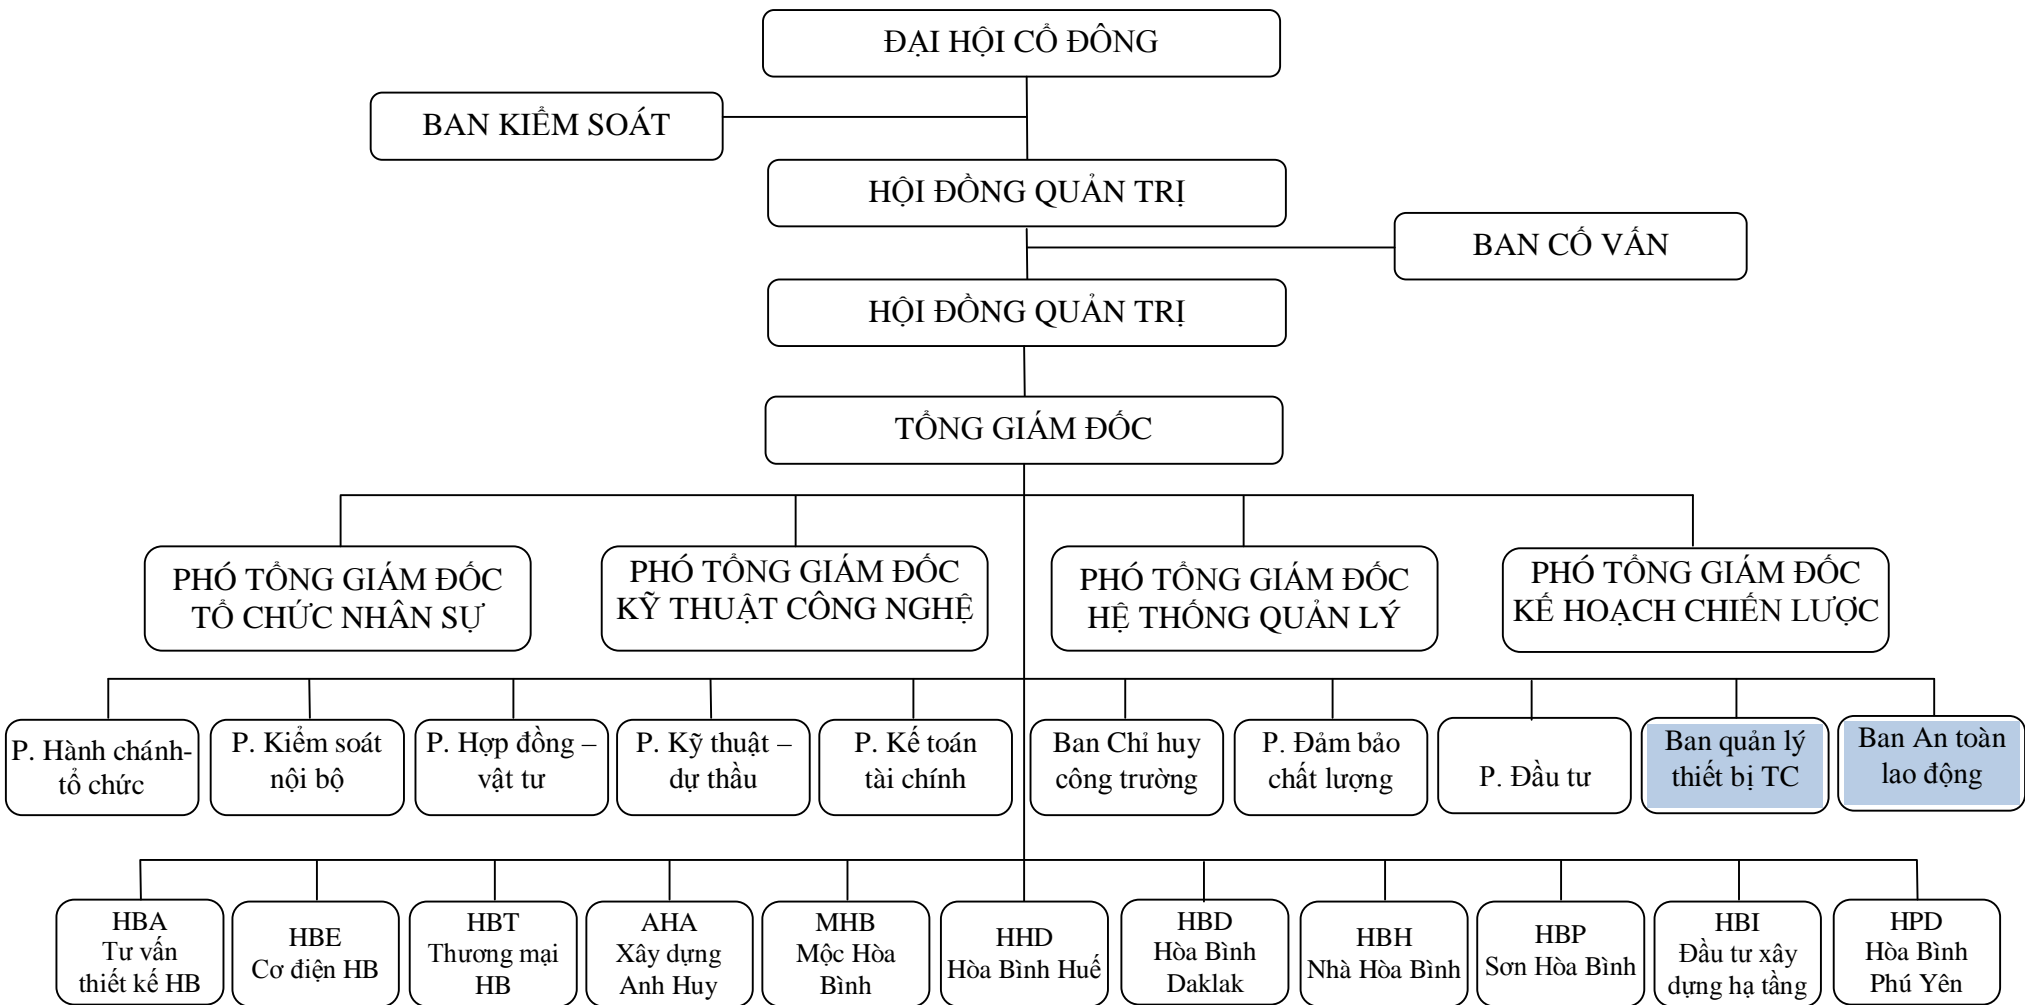 ĐẠI HỘI CỔ ĐÔNG
BAN KIỂM SOÁT
HỘI ĐỒNG QUẢN TRỊ
BAN CỐ VẤN
HỘI ĐỒNG QUẢN TRỊ
TỔNG GIÁM ĐỐC
PHÓ TỔNG GIÁM ĐỐC
TỔ CHỨC NHÂN SỰ
PHÓ TỔNG GIÁM ĐỐC
KỸ THUẬT CÔNG NGHỆ
PHÓ TỔNG GIÁM ĐỐC
HỆ THỐNG QUẢN LÝ
PHÓ TỔNG GIÁM ĐỐC
KẾ HOẠCH CHIẾN LƯỢC
P. Hành chánh-
tổ chức
P. Kiểm soát
nội bộ
P. Hợp đồng –
vật tư
P. Kỹ thuật –
dự thầu
P. Kế toán
tài chính
Ban Chỉ huy
công trường
P. Đảm bảo
chất lượng
P. Đầu tư
Ban quản lý
thiết bị TC
Ban An toàn
lao động
HBA
Tư vấn
thiết kế HB
HBE
Cơ điện HB
HBT
Thương mại
HB
AHA
Xây dựng
Anh Huy
MHB
Mộc Hòa
Bình
HHD
Hòa Bình Huế
HBD
Hòa Bình
Daklak
HBH
Nhà Hòa Bình
HBP
Sơn Hòa Bình
HBI
Đầu tư xây
dựng hạ tầng
HPD
Hòa Bình
Phú Yên